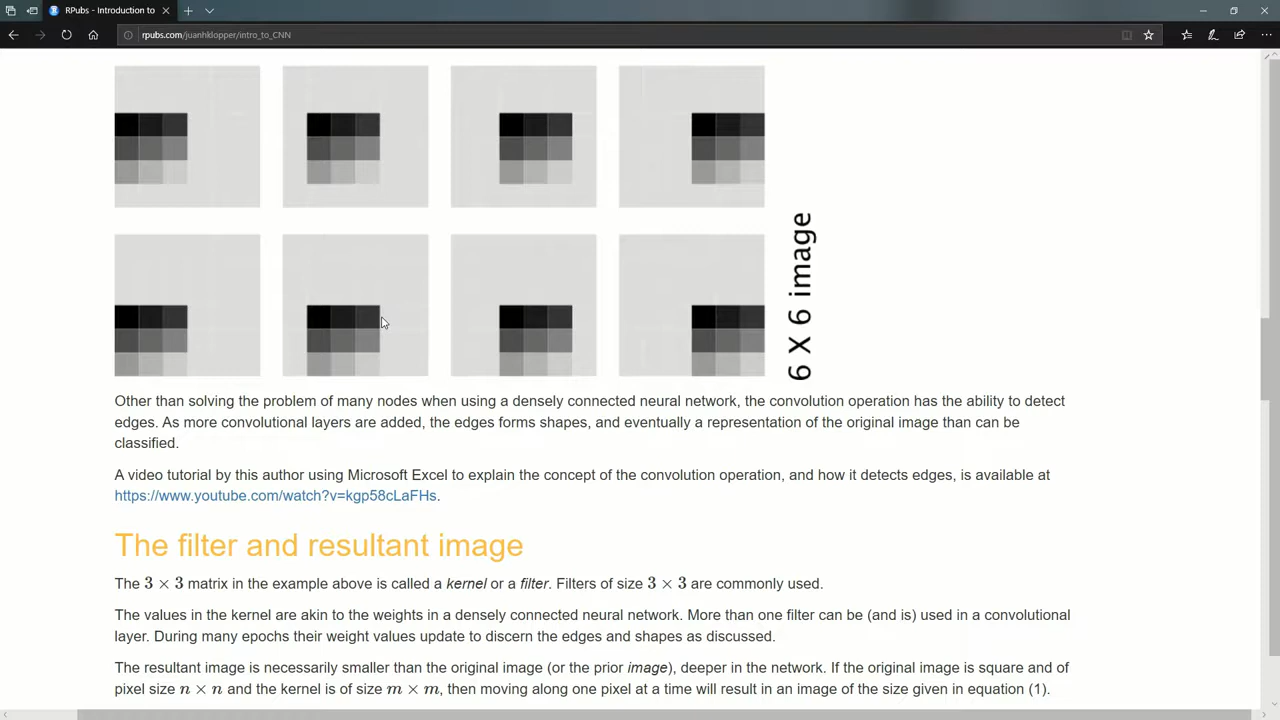 RPubs - Introduction to
rpubs.com/juanhklopper/intro_to_CNN
6 X 6 image
Other than solving the problem of many nodes when using a densely connected neural network, the convolution operation has the ability to detect
edges. As more convolutional layers are added, the edges forms shapes, and eventually a representation of the original image than can be
classified.
A video tutorial by this author using Microsoft Excel to explain the concept of the convolution operation, and how it detects edges, is available at
https://www.youtube.com/watch?v=kgp58cLaFHs.
The filter and resultant image
The 3 × 3 matrix in the example above is called a kernel or a filter. Filters of size 3 × 3 are commonly used.
The values in the kernel are akin to the weights in a densely connected neural network. More than one filter can be (and is) used in a convolutional
layer. During many epochs their weight values update to discern the edges and shapes as discussed.
The resultant image is necessarily smaller than the original image (or the prior image), deeper in the network. If the original image is square and of
pixel size n × n and the kernel is of size m × m, then moving along one pixel at a time will result in an image of the size given in equation (1).